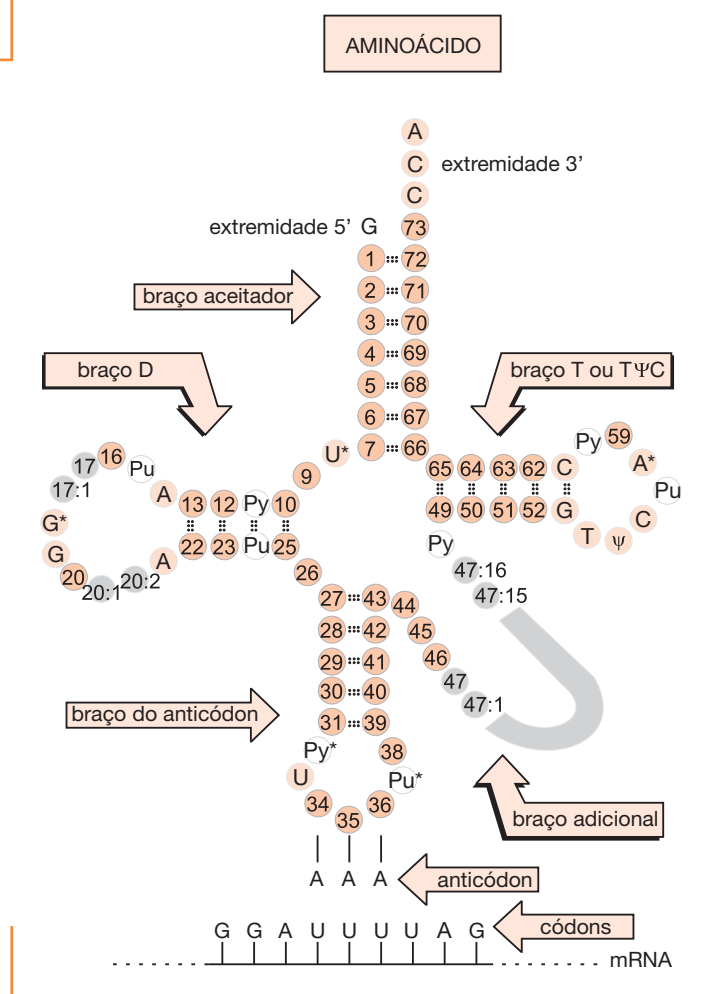 AMINOÁCIDO
A
C extremidade 3’
C
extremidade 5’ G 73
1 72
braço aceitador 2 71
3 70
4 69
braço D 5 68 braço T ou TΨC
6 67
U* 7 66
17 16 Pu 9 65 64 63 62 C Py 59
17:1 A 13 12 Py 10 A* Pu
G* 49 50 51 52 G C
G A 22 23 Pu 25 T ψ
20 20:1 20:2 Py
26 47:16
47:15
27 43 44
28 42 45
29 41 46
30 40 47
braço do anticódon 31 39 47:1
Py* 38
U Pu*
34 35 36
braço adicional
A A A anticódon
G G A U U U U A G códons
mRNA